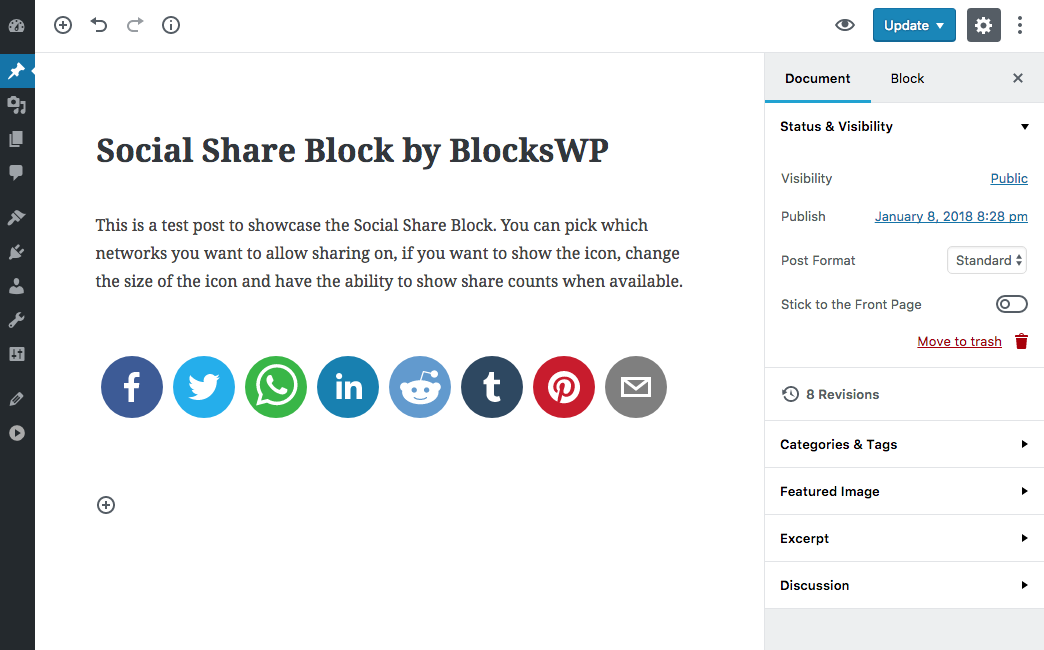 Update
Document
Block
Social Share Block by BlocksWP
This is a test post to showcase the Social Share Block. You can pick which
networks you want to allow sharing on, if you want to show the icon, change
the size of the icon and have the ability to show share counts when available.
f
in
t
Status & Visibility
Visibility
Public
Publish
January 8, 2018 8:28 pm
Post Format
Standard
Stick to the Front Page
Move to trash
8 Revisions
Categories & Tags
Featured Image
Excerpt
Discussion